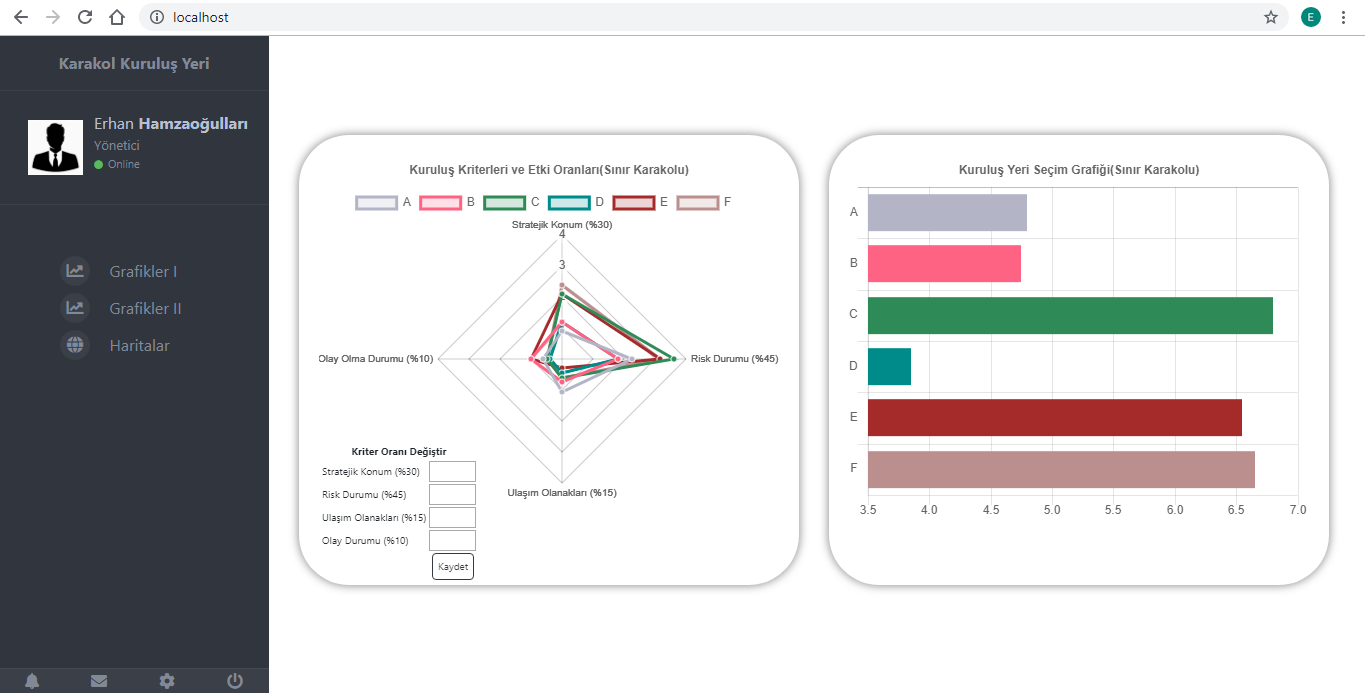 localhost
E
Karakol Kuruluş Yeri
Erhan Hamzaoğulları
Yönetici
Online
Grafikler I
Grafikler II
Haritalar
Kuruluş Kriterleri ve Etki Oranları(Sınır Karakolu)
A B C D E F
Stratejik Konum (%30)
4
3
Olay Olma Durumu (%10)
Risk Durumu (%45)
Ulaşım Olanakları (%15)
Kriter Oranı Değiştir
Stratejik Konum (%30)
Risk Durumu (%45)
Ulaşım Olanakları (%15)
Olay Durumu (%10)
Kaydet
Kuruluş Yeri Seçim Grafiği(Sınır Karakolu)
A
B
C
D
E
F
3.5 4.0 4.5 5.0 5.5 6.0 6.5 7.0